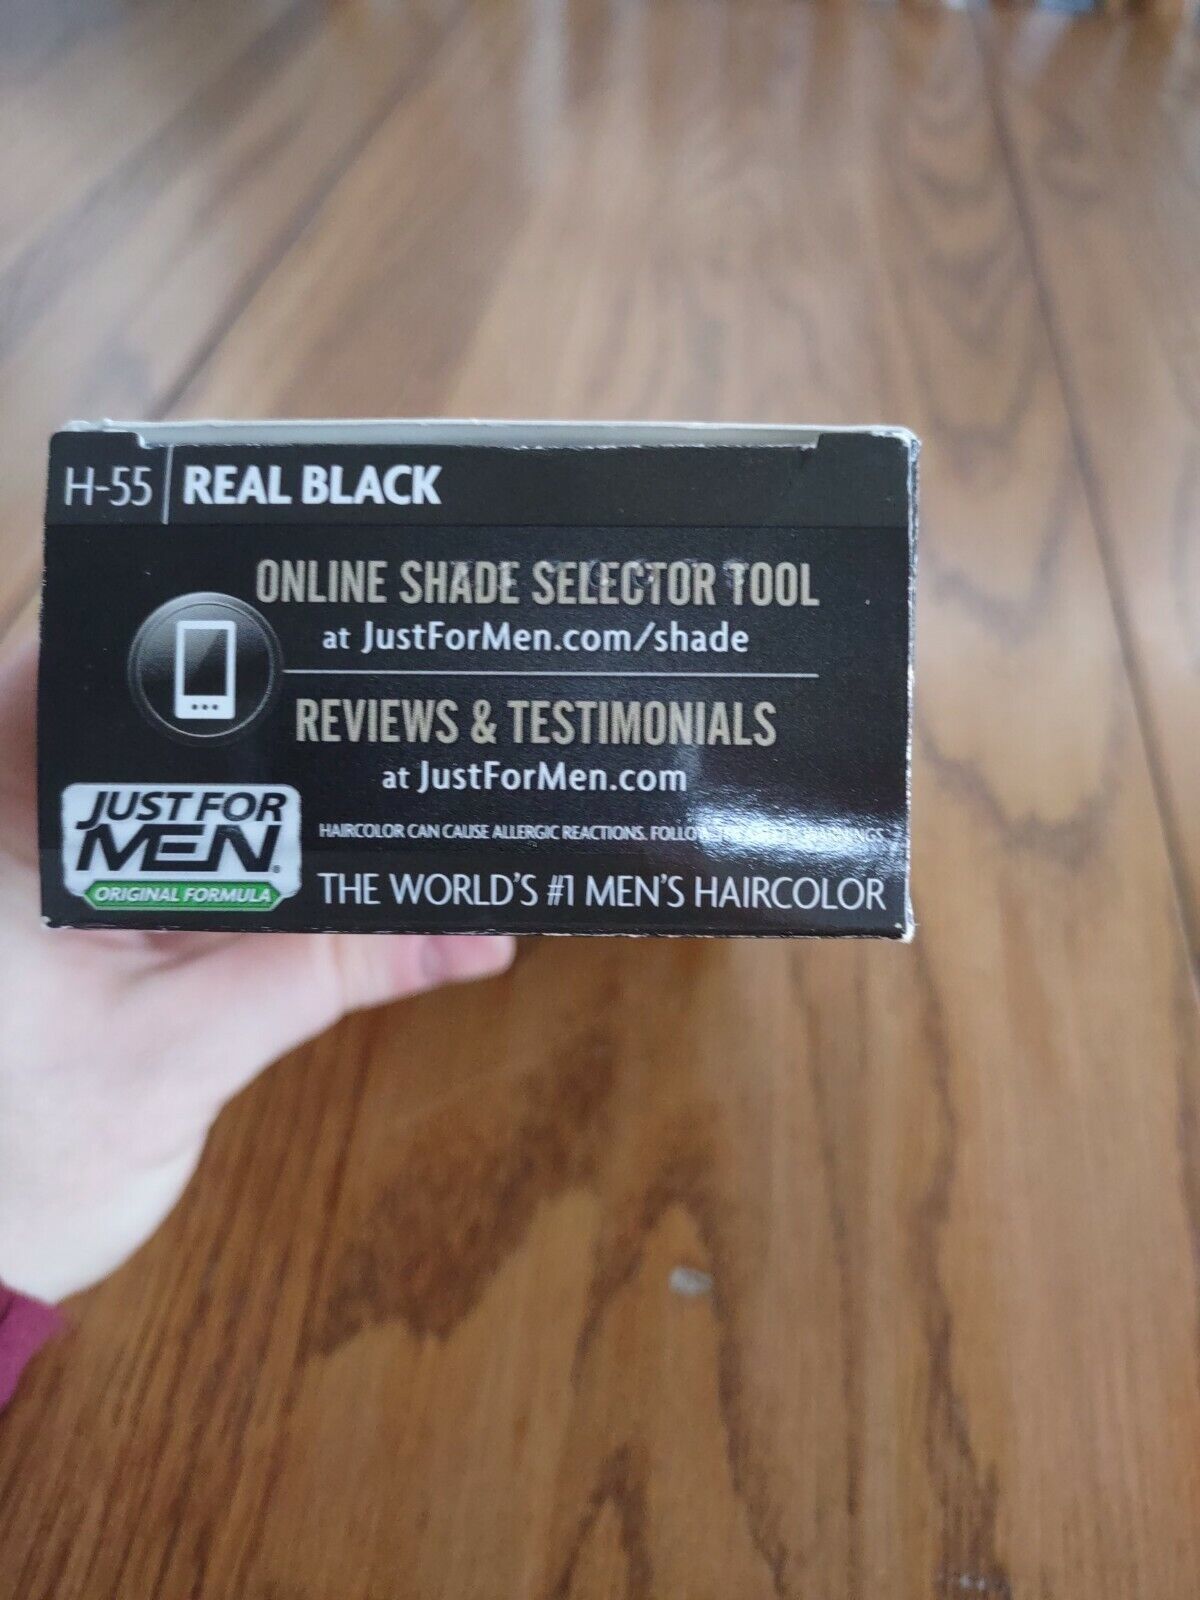 H-55 | REAL BLACK
ONLINE SHADE SELECTOR TOOL
at JustForMen.com/shade
REVIEWS & TESTIMONIALS
at JustForMen.com
JUST FOR
MEN®
ORIGINAL FORMULA
HAIRCOLOR CAN CAUSE ALLERGIC REACTIONS. FOLLOW WARNINGS
THE WORLD'S #1 MEN'S HAIRCOLOR